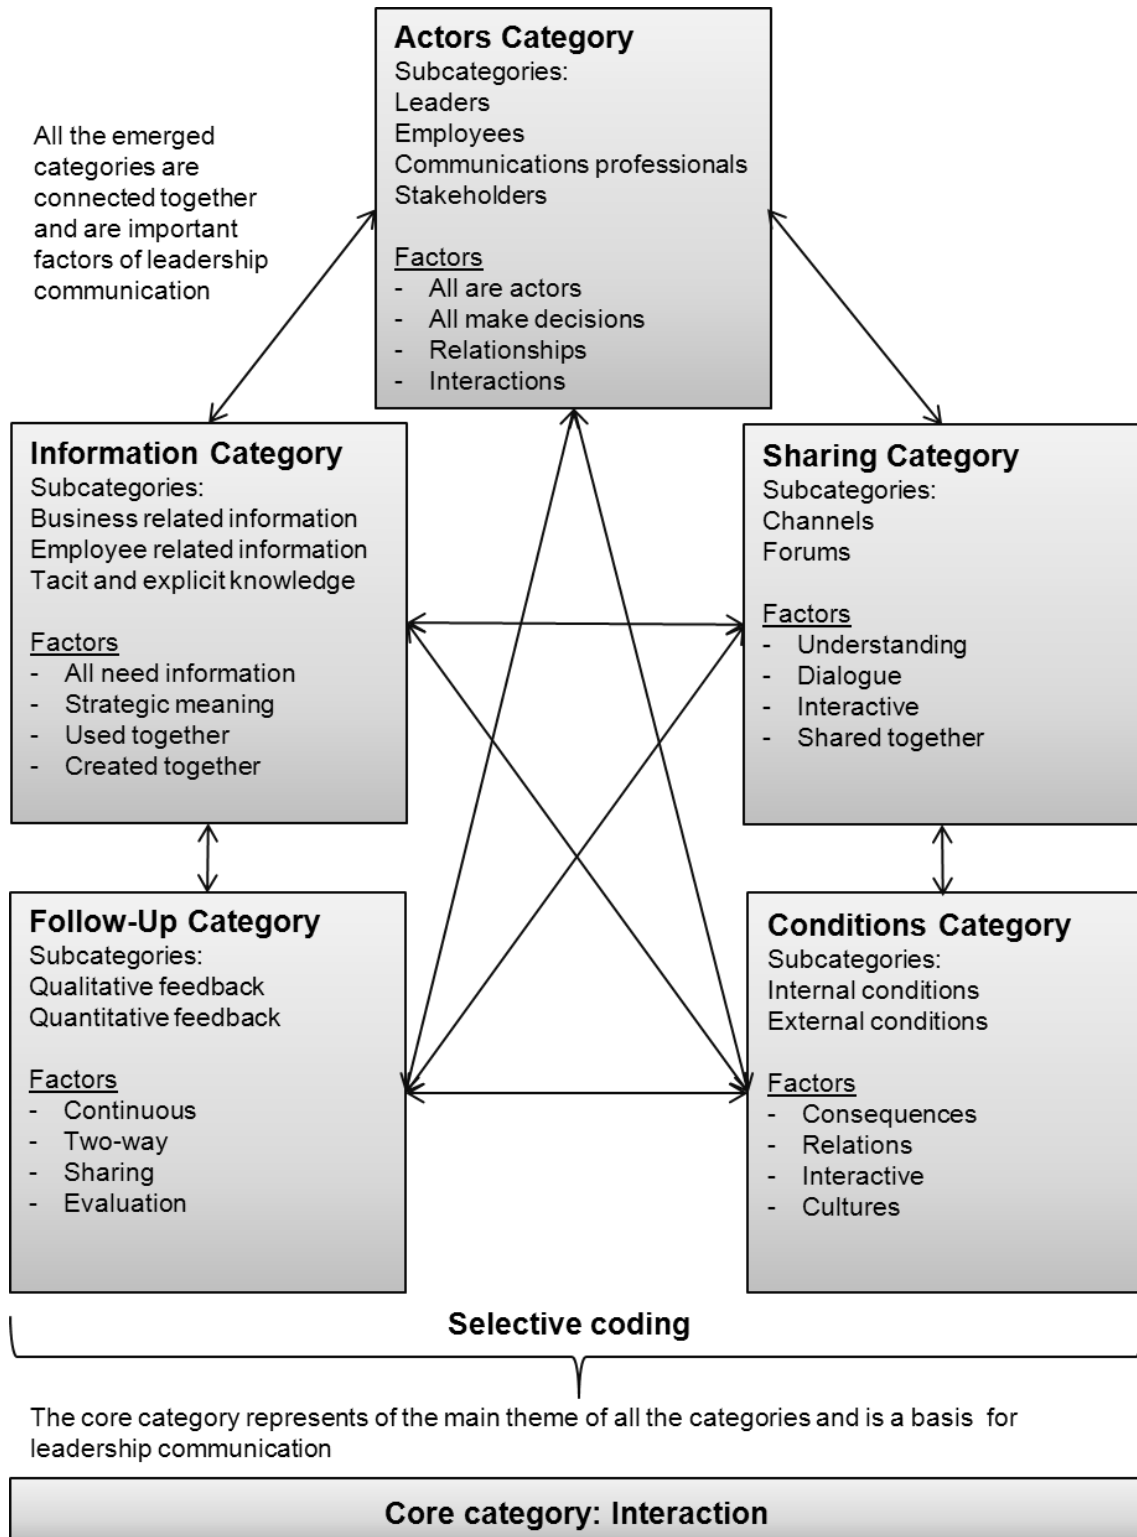 Actors Category
Subcategories:
Leaders
Employees
Communications professionals
Stakeholders
Factors
- All are actors
- All make decisions
- Relationships
- Interactions
All the emerged
categories are
connected together
and are important
factors of leadership
communication
Information Category
Subcategories:
Business related information
Employee related information
Tacit and explicit knowledge
Factors
- All need information
- Strategic meaning
- Used together
- Created together
Sharing Category
Subcategories:
Channels
Forums
Factors
- Understanding
- Dialogue
- Interactive
- Shared together
Follow-Up Category
Subcategories:
Qualitative feedback
Quantitative feedback
Factors
- Continuous
- Two-way
- Sharing
- Evaluation
Conditions Category
Subcategories:
Internal conditions
External conditions
Factors
- Consequences
- Relations
- Interactive
- Cultures
Selective coding
The core category represents of the main theme of all the categories and is a basis for
leadership communication
Core category: Interaction